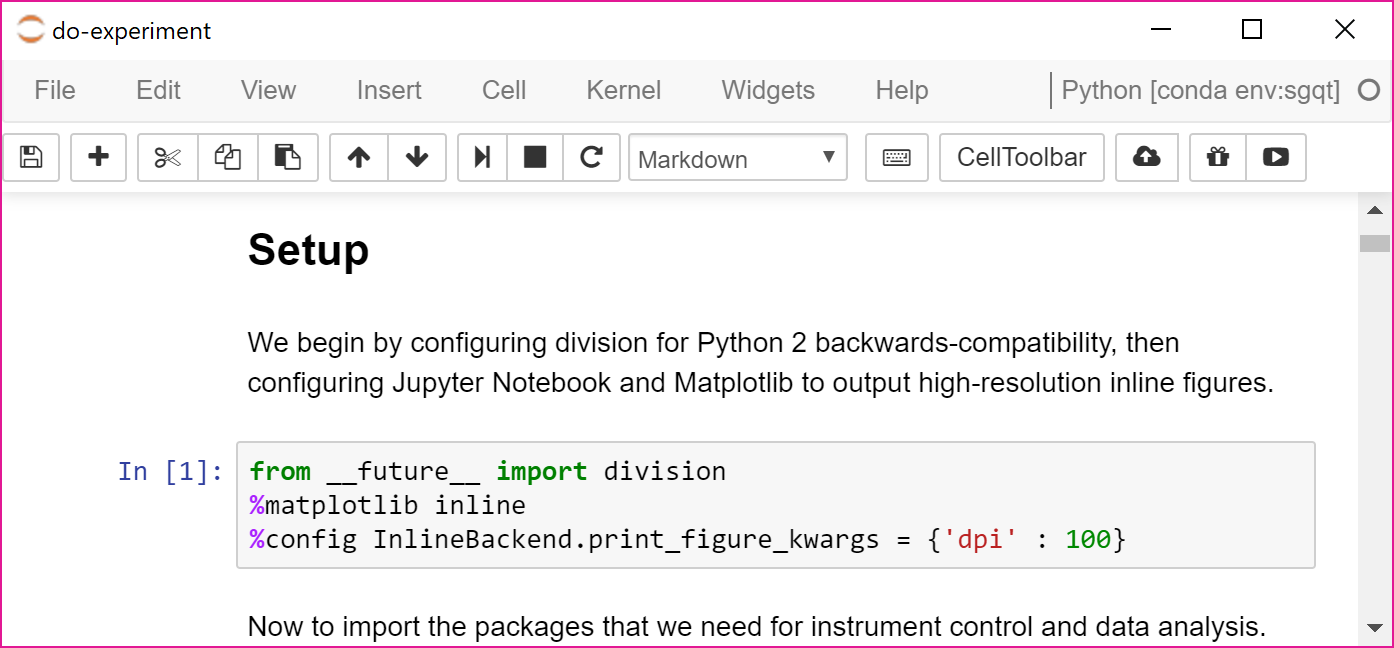 do-experiment
File Edit View Insert Cell Kernel Widgets Help Python [conda env:sgqt]
Markdown CellToolbar
Setup
We begin by configuring division for Python 2 backwards-compatibility, then
configuring Jupyter Notebook and Matplotlib to output high-resolution inline figures.
In [1]: from __future__ import division
%matplotlib inline
%config InlineBackend.print_figure_kwargs = {'dpi' : 100}
Now to import the packages that we need for instrument control and data analysis.